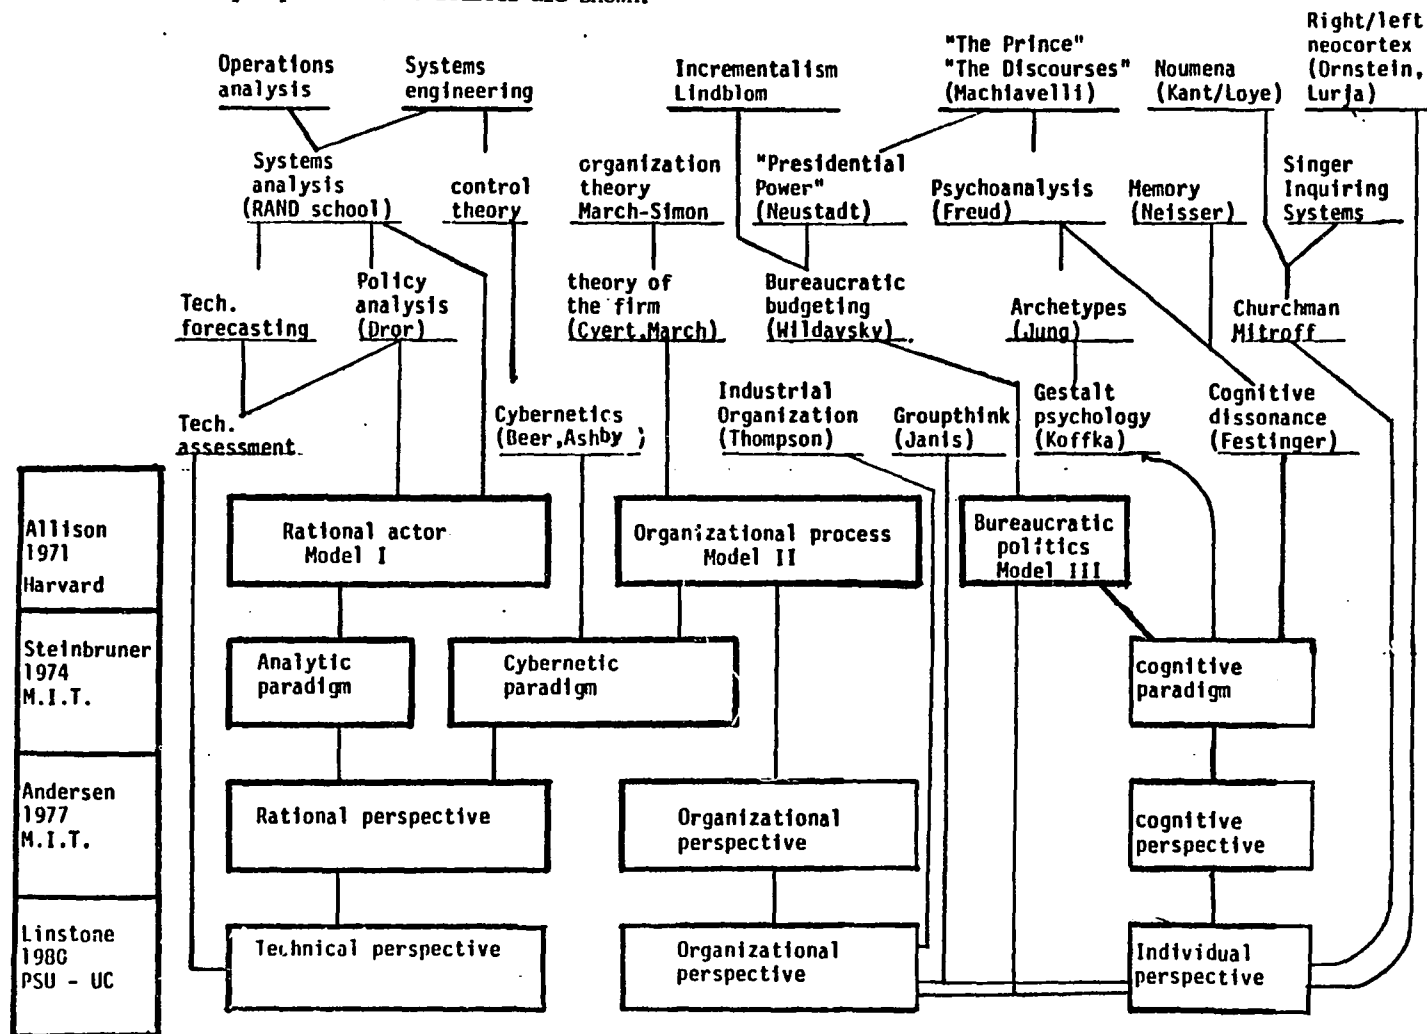 are shown.
Right/left
neocortex
(Ornstein,
Lurja)
"The Prince"
"The Discourses"
(Machiavelli)
Operations
analysis
Systems
engineering
Incrementalism
Lindblom
Noumena
(Kant/Loye)
Systems
analysis
(RAND school)
control
theory
organization
theory
March-Simon
"Presidential
Power"
(Neustadt)
Psychoanalysis
(Freud)
Memory
(Neisser)
Singer
Inquiring
Systems
Tech.
forecasting
Policy
analysis
(Dror)
theory of
the firm
(Cyert,March)
Bureaucratic
budgeting
(Wildavsky)
Archetypes
(Jung)
Churchman
Mitroff
Tech.
assessment
Cybernetics
(Beer,Ashby )
Industrial
Organization
(Thompson)
Groupthink
(Janis)
Gestalt
psychology
(Koffka)
Cognitive
dissonance
(Festinger)
Allison
1971
Harvard
Rational actor
Model I
Organizational process
Model II
Bureaucratic
politics
Model III
Steinbruner
1974
M.I.T.
Analytic
paradigm
Cybernetic
paradigm
cognitive
paradigm
Andersen
1977
M.I.T.
Rational perspective
Organizational
perspective
cognitive
perspective
Linstone
1980
PSU - UC
Technical perspective
Organizational
perspective
Individual
perspective